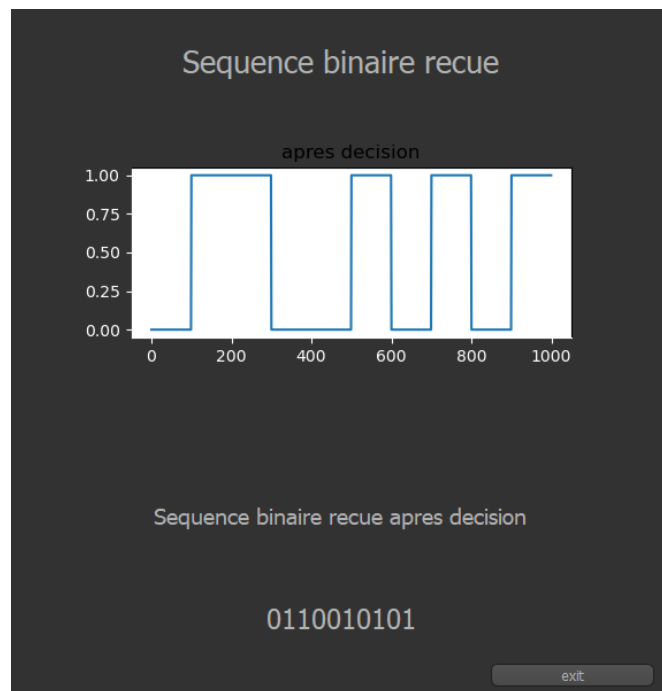 Sequence binaire recue
apres decision
1.00
0.75
0.50
0.25
0.00
0 200 400 600 800 1000
Sequence binaire recue apres decision
0110010101
exit